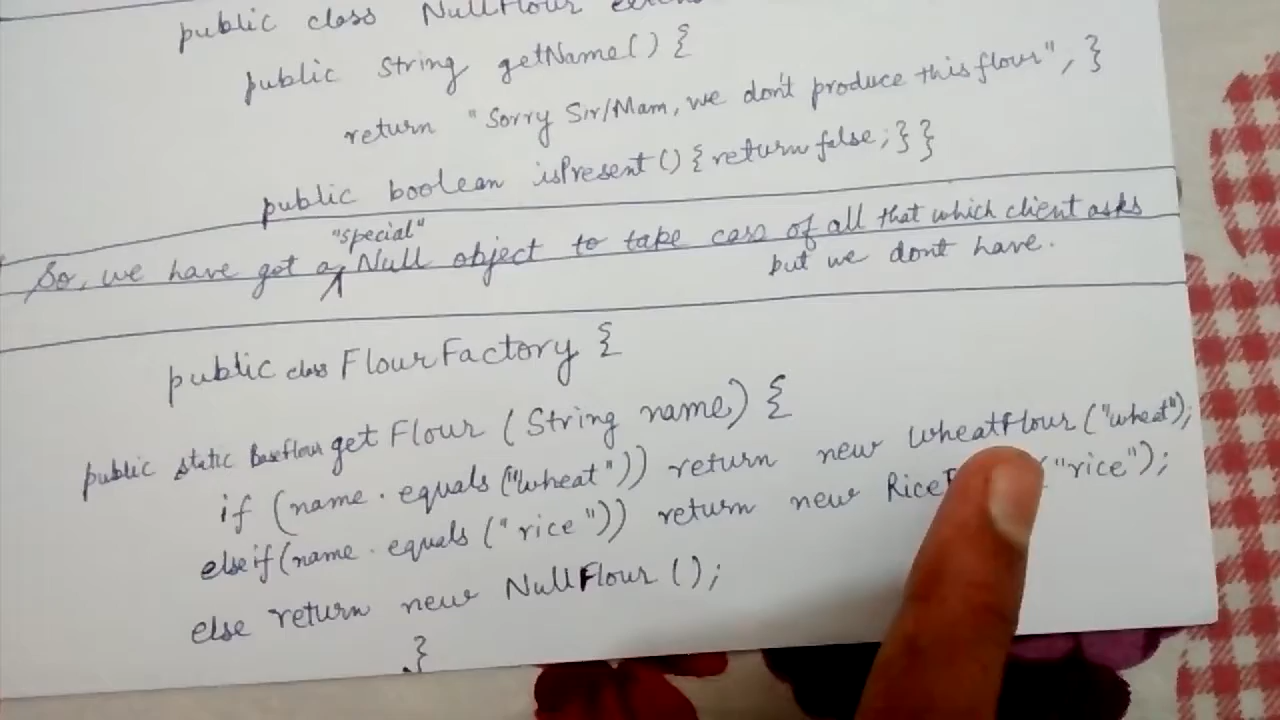 public class NullFlour
public String getName() {
return "Sorry Sir/Mam, we don't produce this flour"; }
public boolean isPresent() { return false; } }
"special"
So, we have got a Null object to take care of all that which client asks
but we dont have.
public class FlourFactory {
public static BaseFlour getFlour (String name) {
if (name.equals("wheat")) return new WheatFlour ("wheat");
else if (name.equals ("rice")) return new Rice ("rice");
else return new NullFlour ();
}